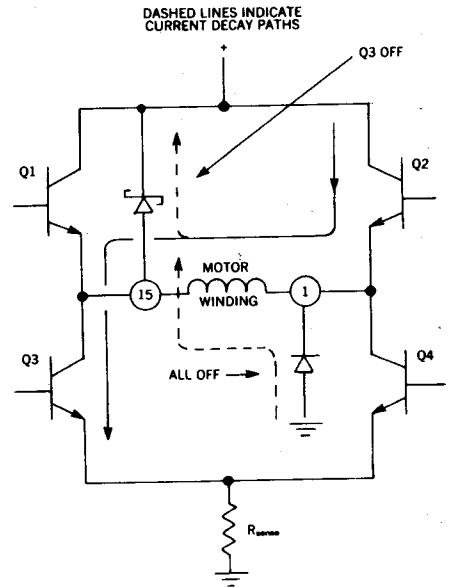 DASHED LINES INDICATE
CURRENT DECAY PATHS
+
Q3 OFF
Q1
Q2
MOTOR
15
1
WINDING
Q3
Q4
ALL OFF
Rsense